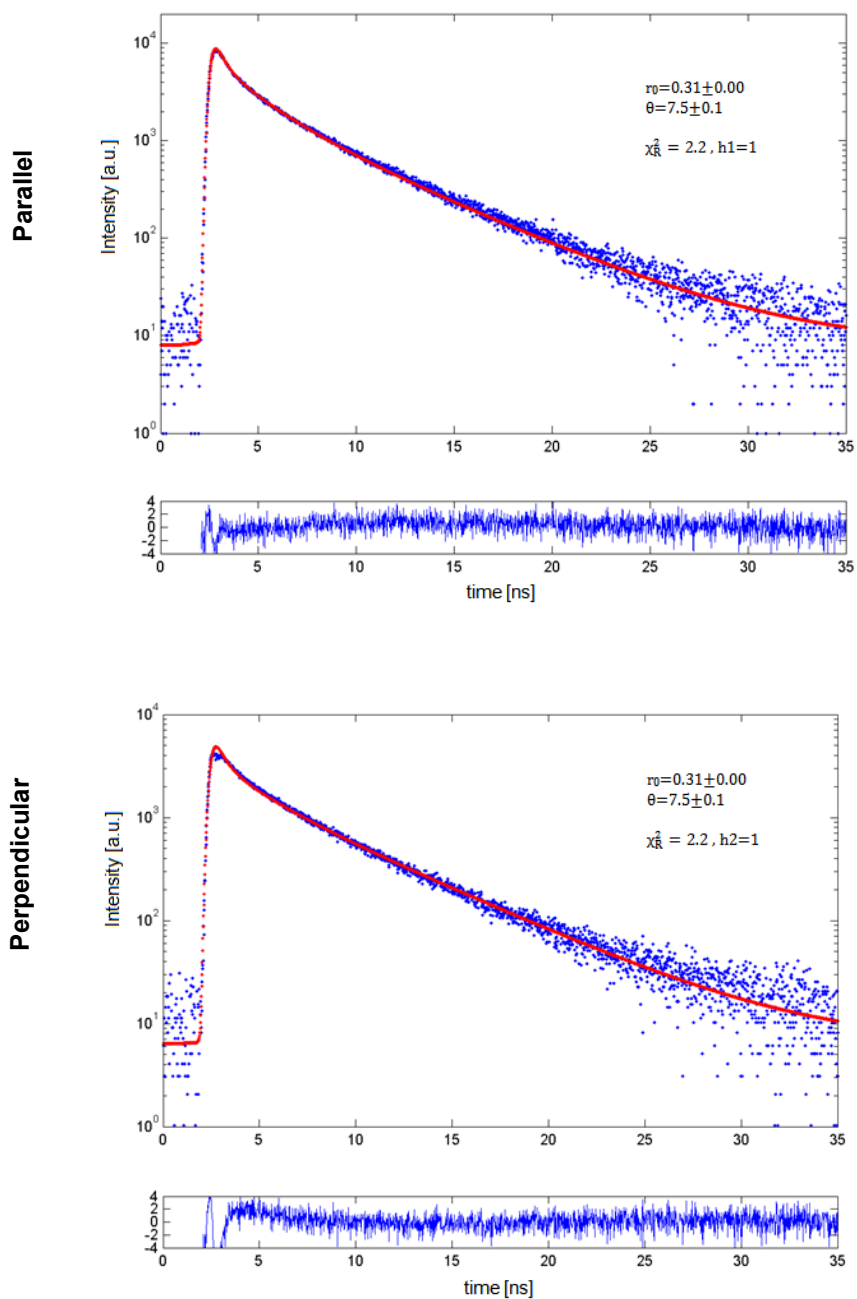 Parallel
Intensity [a.u.]
10⁴
10³
10²
10¹
10⁰
r₀=0.31±0.00
θ=7.5±0.1
χ²R = 2.2 , h1=1
0 5 10 15 20 25 30 35
4
2
0
-2
-4
0 5 10 15 20 25 30 35
time [ns]
Perpendicular
Intensity [a.u.]
10⁴
10³
10²
10¹
10⁰
r₀=0.31±0.00
θ=7.5±0.1
χ²R = 2.2 , h2=1
0 5 10 15 20 25 30 35
4
2
0
-2
-4
0 5 10 15 20 25 30 35
time [ns]